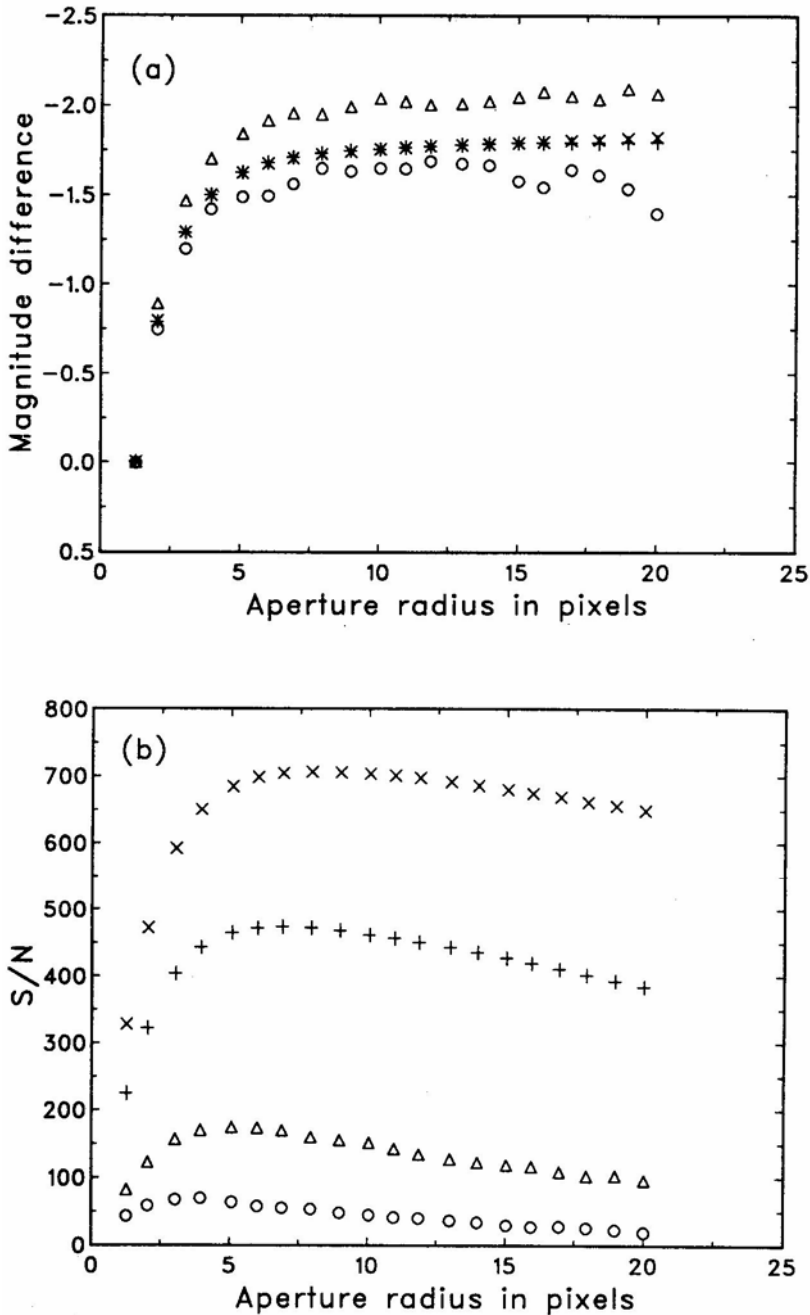 (a)
Magnitude difference
-2.5
-2.0
-1.5
-1.0
-0.5
0.0
0.5
0 5 10 15 20 25
Aperture radius in pixels
(b)
S/N
800
700
600
500
400
300
200
100
0
0 5 10 15 20 25
Aperture radius in pixels